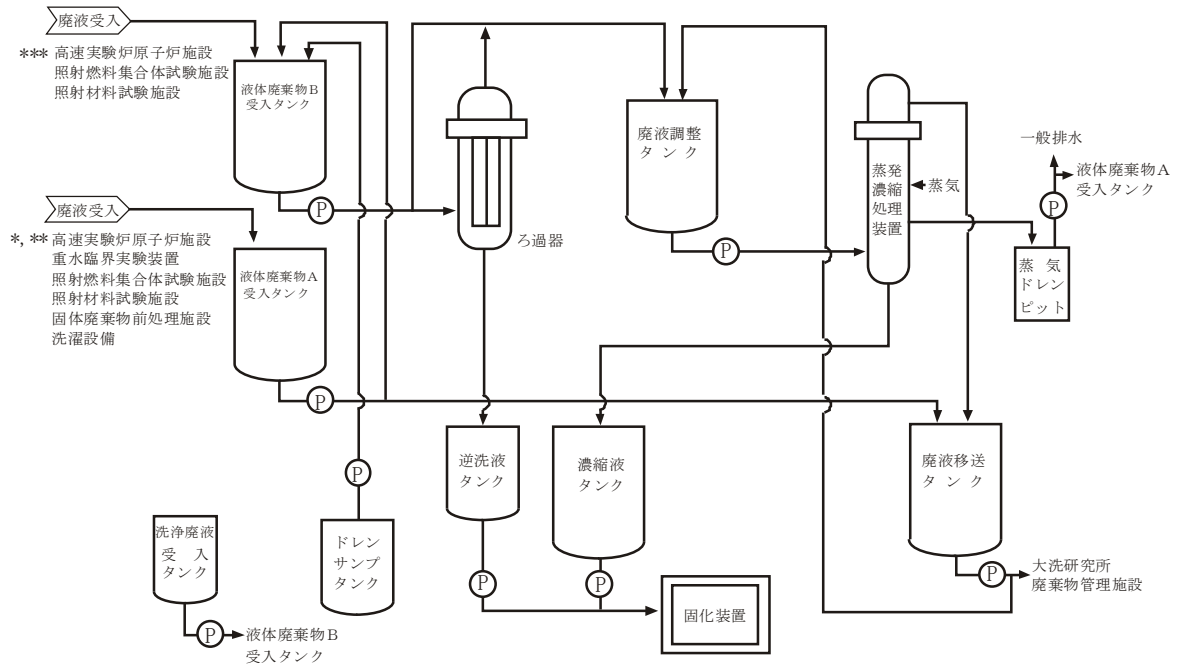 廃液受入
*** 高速実験炉原子炉施設
照射燃料集合体試験施設
照射材料試験施設
液体廃棄物B
受入タンク
P
廃液受入
*, ** 高速実験炉原子炉施設
重水臨界実験装置
照射燃料集合体試験施設
照射材料試験施設
固体廃棄物前処理施設
洗濯設備
液体廃棄物A
受入タンク
P
ろ過器
廃液調整
タンク
P
蒸発
濃縮
処理
装置
蒸気
一般排水
液体廃棄物A
受入タンク
P
蒸気
ドレン
ピット
逆洗液
タンク
P
濃縮液
タンク
P
廃液移送
タンク
P
大洗研究所
廃棄物管理施設
P
ドレン
サンプ
タンク
洗浄廃液
受入
タンク
P
液体廃棄物B
受入タンク
固化装置